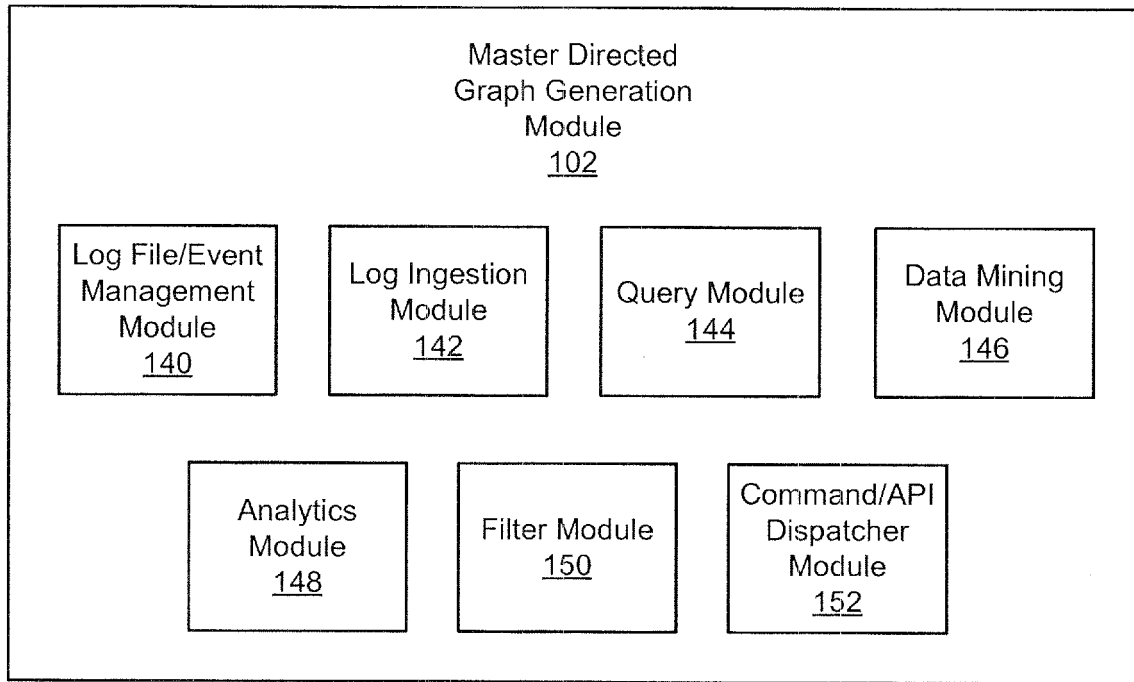 Master Directed
Graph Generation
Module
102
Log File/Event
Management
Module
140
Log Ingestion
Module
142
Query Module
144
Data Mining
Module
146
Analytics
Module
148
Filter Module
150
Command/API
Dispatcher
Module
152